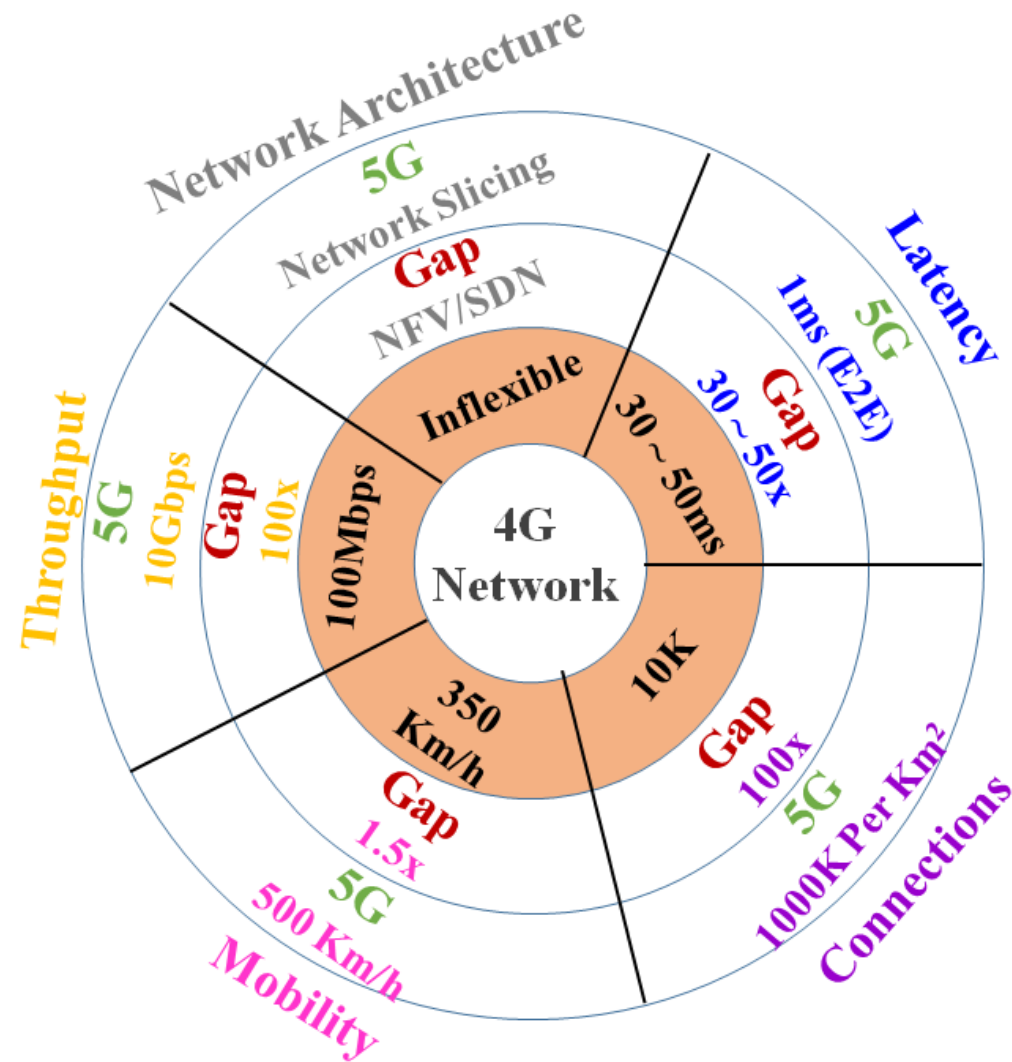 Network Architecture
5G
Network Slicing
Gap
NFV/SDN
Inflexible
Latency
5G
1ms (E2E)
Gap
30 ~ 50x
30 ~ 50ms
Throughput
5G
10Gbps
Gap
100x
100Mbps
4G
Network
10K
Gap
100x
5G
1000K Per Km²
Connections
350
Km/h
Gap
1.5x
5G
500 Km/h
Mobility